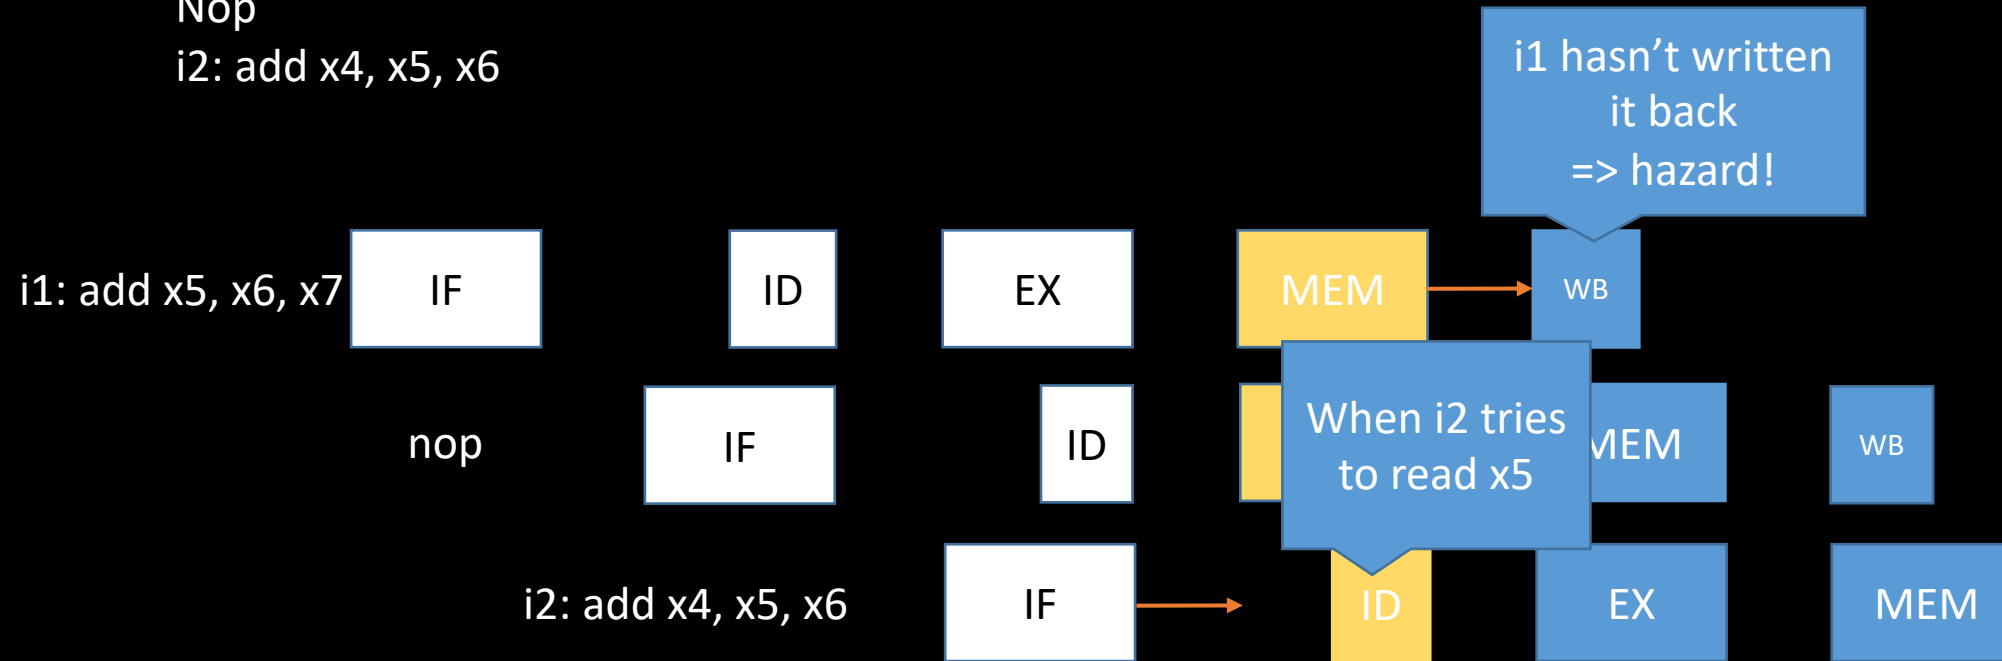 Nop
i2: add x4, x5, x6
i1 hasn’t written
it back
=> hazard!
i1: add x5, x6, x7
IF
ID
EX
MEM
WB
nop
IF
ID
When i2 tries
to read x5
MEM
WB
i2: add x4, x5, x6
IF
ID
EX
MEM